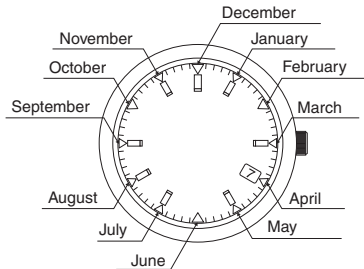 December
November
January
October
February
September
March
7
August
April
July
May
June